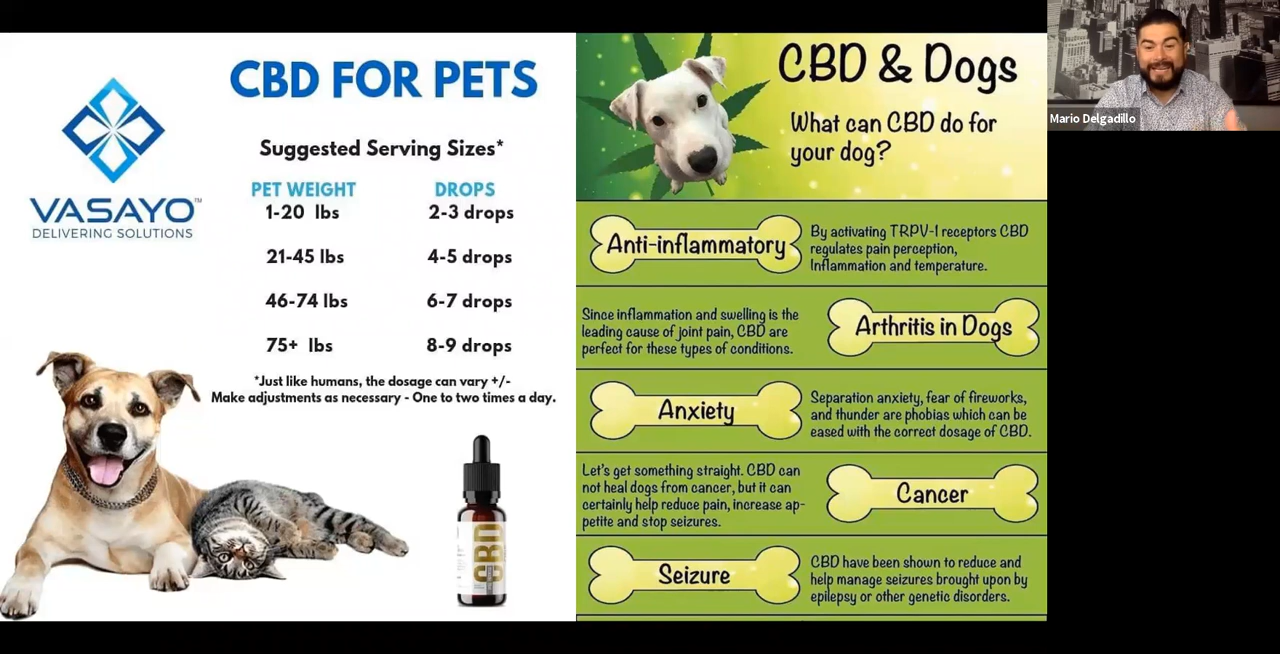 VASAYO™
DELIVERING SOLUTIONS
CBD FOR PETS
Suggested Serving Sizes*
PET WEIGHT DROPS
1-20 lbs 2-3 drops
21-45 lbs 4-5 drops
46-74 lbs 6-7 drops
75+ lbs 8-9 drops
*Just like humans, the dosage can vary +/-
Make adjustments as necessary - One to two times a day.
CBD
CBD & Dogs
What can CBD do for
your dog?
Anti-inflammatory
By activating TRPV-1 receptors CBD
regulates pain perception,
Inflammation and temperature.
Since inflammation and swelling is the
leading cause of joint pain, CBD are
perfect for these types of conditions.
Arthritis in Dogs
Anxiety
Separation anxiety, fear of fireworks,
and thunder are phobias which can be
eased with the correct dosage of CBD.
Let's get something straight. CBD can
not heal dogs from cancer, but it can
certainly help reduce pain, increase ap-
petite and stop seizures.
Cancer
Seizure
CBD have been shown to reduce and
help manage seizures brought upon by
epilepsy or other genetic disorders.
Mario Delgadillo